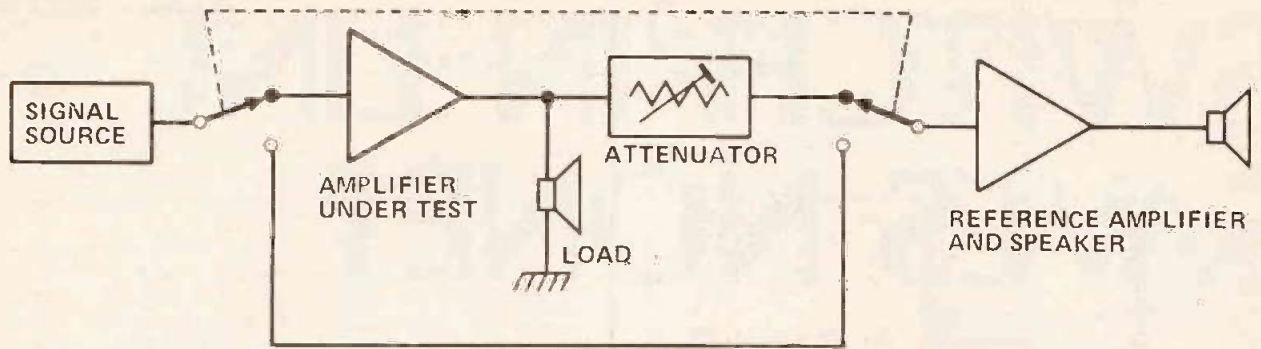 SIGNAL
SOURCE
AMPLIFIER
UNDER TEST
LOAD
ATTENUATOR
REFERENCE AMPLIFIER
AND SPEAKER